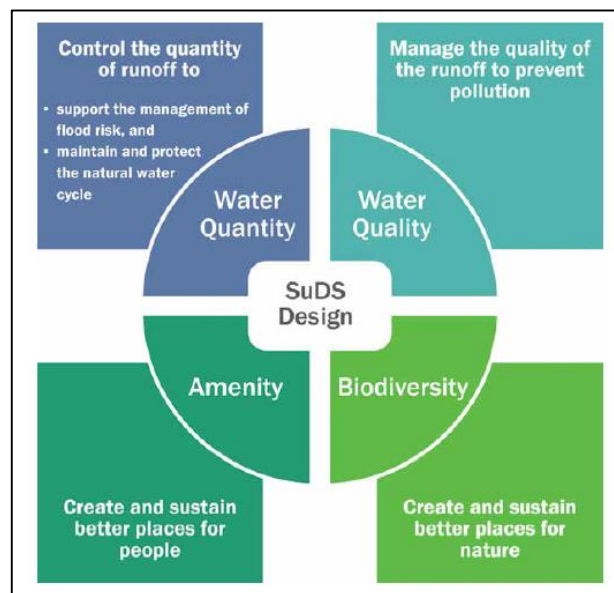 Control the quantity
of runoff to
▪ support the management of
flood risk, and
▪ maintain and protect
the natural water
cycle
Manage the quality of
the runoff to prevent
pollution
Water
Quantity
Water
Quality
SuDS
Design
Amenity
Biodiversity
Create and sustain
better places for
people
Create and sustain
better places for
nature